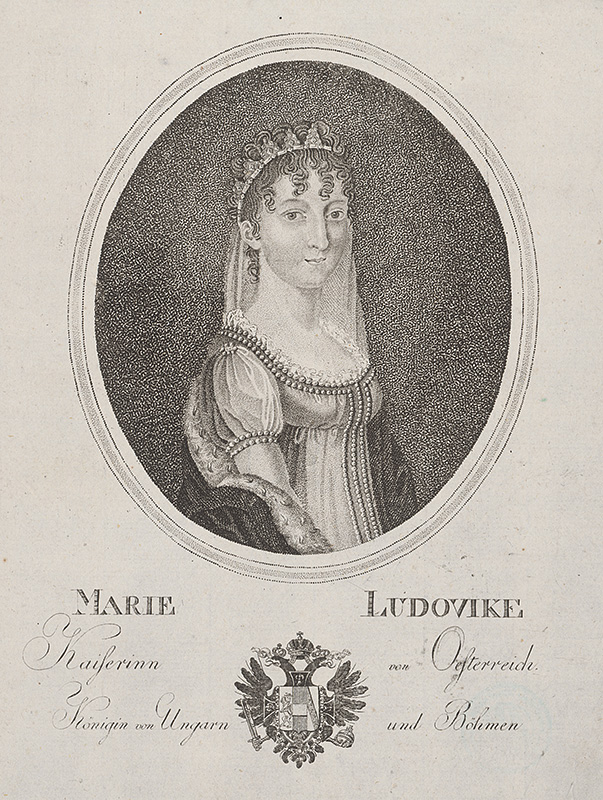 MARIE LUDOVIKE
Kaiſerinn von Oeſterreich.
Königin von Ungarn und Böhmen